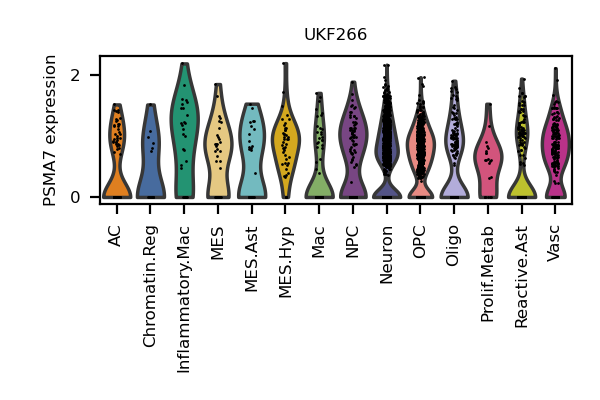 UKF266
PSMA7 expression
2
0
AC
Chromatin.Reg
Inflammatory.Mac
MES
MES.Ast
MES.Hyp
Mac
NPC
Neuron
OPC
Oligo
Prolif.Metab
Reactive.Ast
Vasc